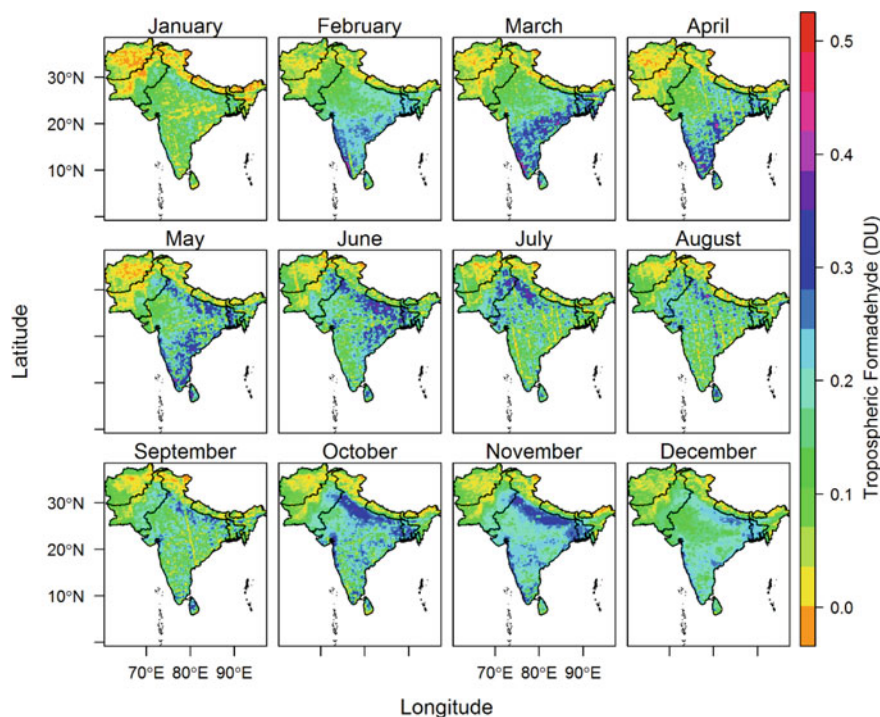 January February March April
30°N
20°N
10°N
May June July August
September October November December
30°N
20°N
10°N
70°E 80°E 90°E 70°E 80°E 90°E
Latitude
Longitude
0.5
0.4
0.3
0.2
0.1
0.0
Tropospheric Formadehyde (DU)